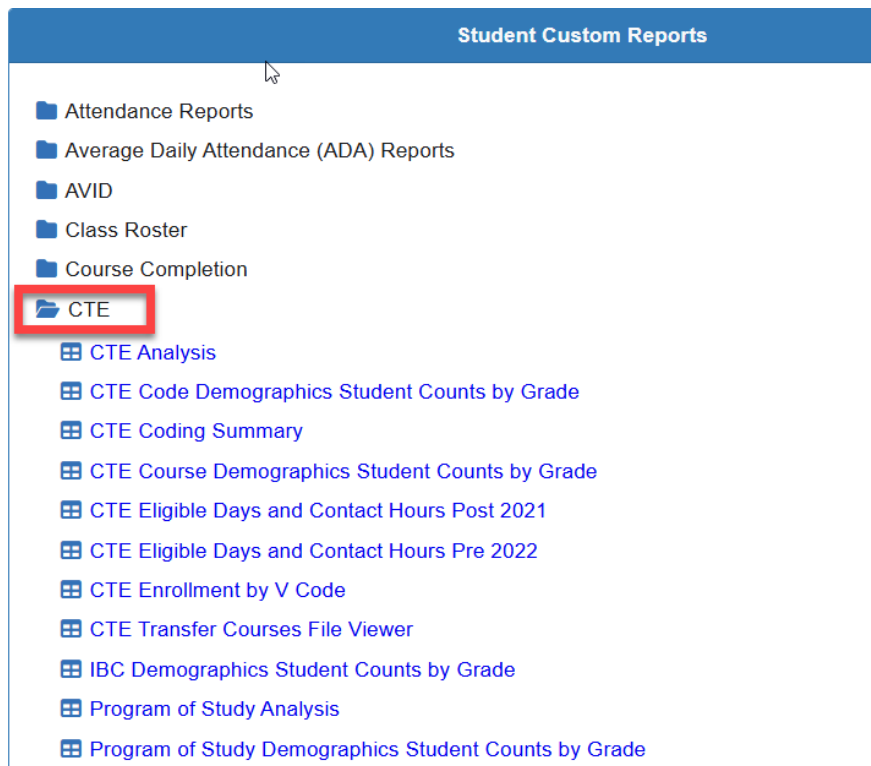 Student Custom Reports
Attendance Reports
Average Daily Attendance (ADA) Reports
AVID
Class Roster
Course Completion
CTE
CTE Analysis
CTE Code Demographics Student Counts by Grade
CTE Coding Summary
CTE Course Demographics Student Counts by Grade
CTE Eligible Days and Contact Hours Post 2021
CTE Eligible Days and Contact Hours Pre 2022
CTE Enrollment by V Code
CTE Transfer Courses File Viewer
IBC Demographics Student Counts by Grade
Program of Study Analysis
Program of Study Demographics Student Counts by Grade